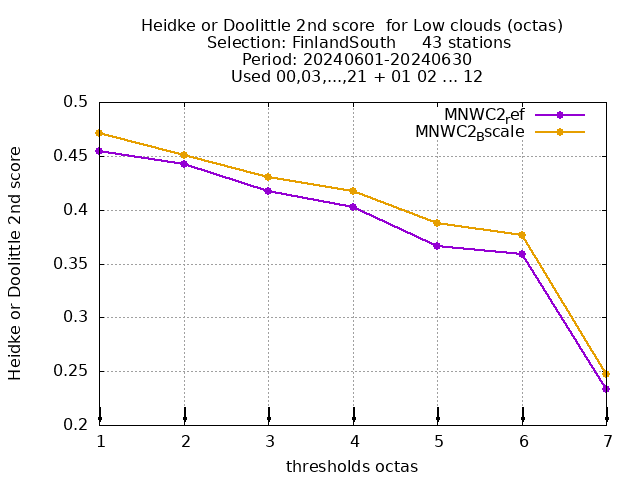 Heidke or Doolittle 2nd score  for Low clouds (octas)
Selection: FinlandSouth     43 stations
Period: 20240601-20240630
Used 00,03,...,21 + 01 02 ... 12
MNWC2ref
MNWC2Bscale
Heidke or Doolittle 2nd score
0.5
0.45
0.4
0.35
0.3
0.25
0.2
1 2 3 4 5 6 7
thresholds octas